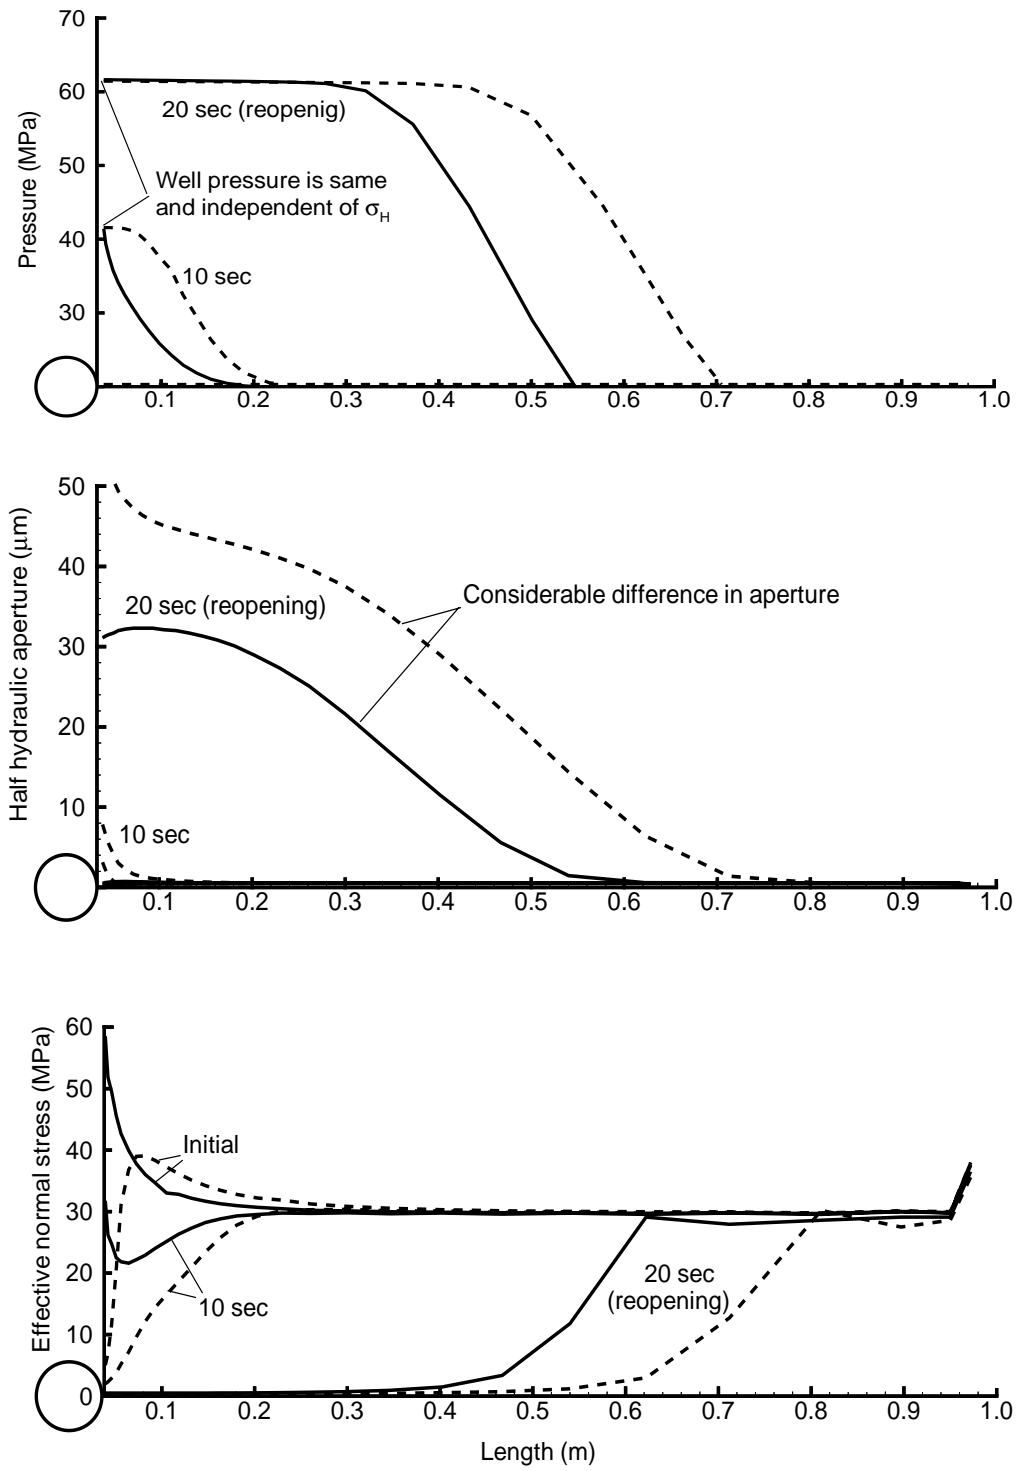 70
60
50
40
30
Pressure (MPa)
20 sec (reopenig)
Well pressure is same
and independent of σH
10 sec
0.1 0.2 0.3 0.4 0.5 0.6 0.7 0.8 0.9 1.0
50
40
30
20
10
Half hydraulic aperture (μm)
Considerable difference in aperture
20 sec (reopening)
10 sec
0.1 0.2 0.3 0.4 0.5 0.6 0.7 0.8 0.9 1.0
60
50
40
30
20
10
0
Effective normal stress (MPa)
Initial
10 sec
20 sec
(reopening)
0.1 0.2 0.3 0.4 0.5 0.6 0.7 0.8 0.9 1.0
Length (m)